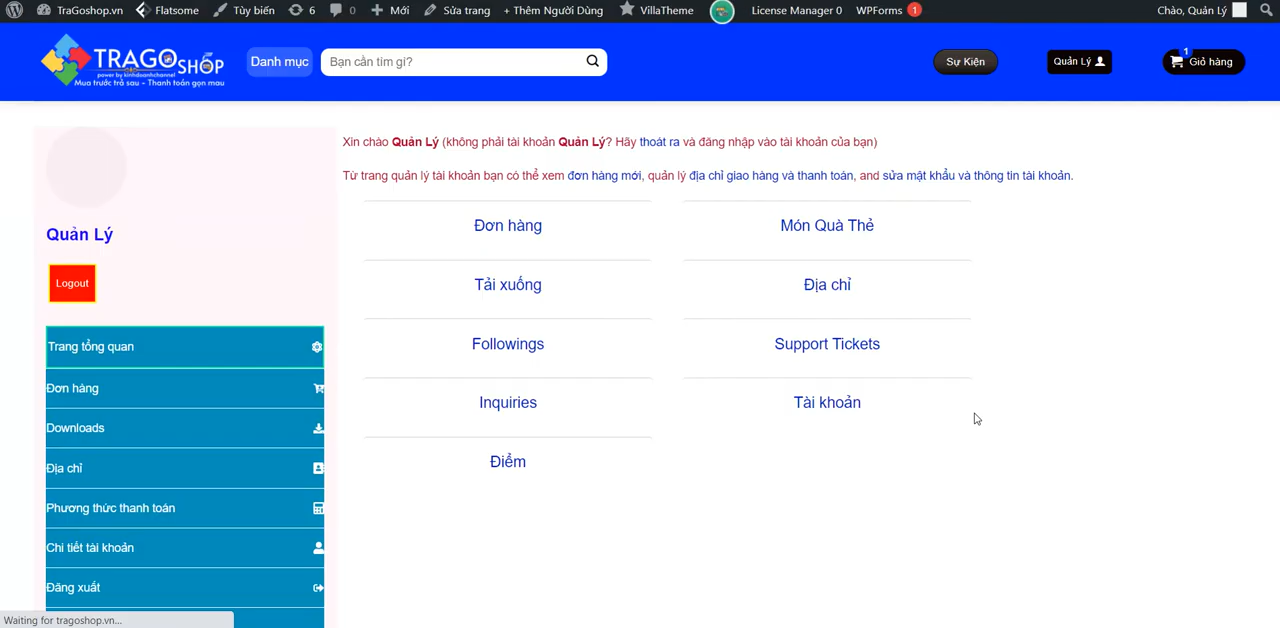 TraGoshop.vn Flatsome Tùy biến 6 0 Mới Sửa trang + Thêm Người Dùng VillaTheme License Manager 0 WPForms 1 Chào, Quản Lý
TRAGO SHOP
power by kinhdoanhchannel
Mua trước trả sau - Thanh toán gọn mau
Danh mục
Bạn cần tìm gì?
Sự Kiện
Quản Lý
1
Giỏ hàng
Quản Lý
Logout
Trang tổng quan
Đơn hàng
Downloads
Địa chỉ
Phương thức thanh toán
Chi tiết tài khoản
Đăng xuất
Xin chào Quản Lý (không phải tài khoản Quản Lý? Hãy thoát ra và đăng nhập vào tài khoản của bạn)
Từ trang quản lý tài khoản bạn có thể xem đơn hàng mới, quản lý địa chỉ giao hàng và thanh toán, and sửa mật khẩu và thông tin tài khoản.
Đơn hàng Món Quà Thẻ
Tải xuống Địa chỉ
Followings Support Tickets
Inquiries Tài khoản
Điểm
Waiting for tragoshop.vn...